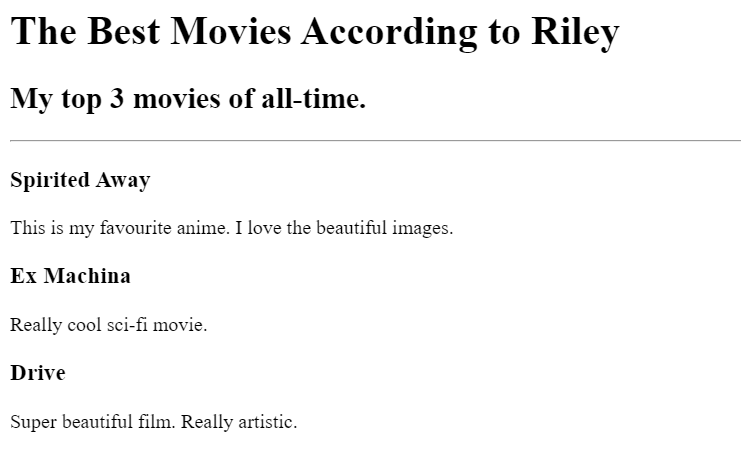 The Best Movies According to Riley
My top 3 movies of all-time.
Spirited Away
This is my favourite anime. I love the beautiful images.
Ex Machina
Really cool sci-fi movie.
Drive
Super beautiful film. Really artistic.